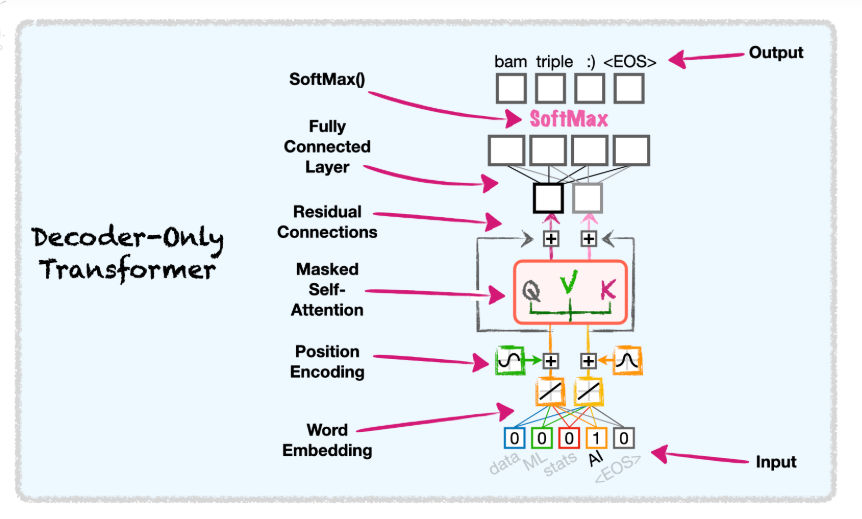 Decoder-Only
Transformer
Output
bam triple :) <EOS>
SoftMax()
SoftMax
Fully
Connected
Layer
Residual
Connections
+ +
Masked
Self-
Attention
Q V K
Position
Encoding
+ +
Word
Embedding
0 0 0 1 0
data ML stats AI <EOS>
Input